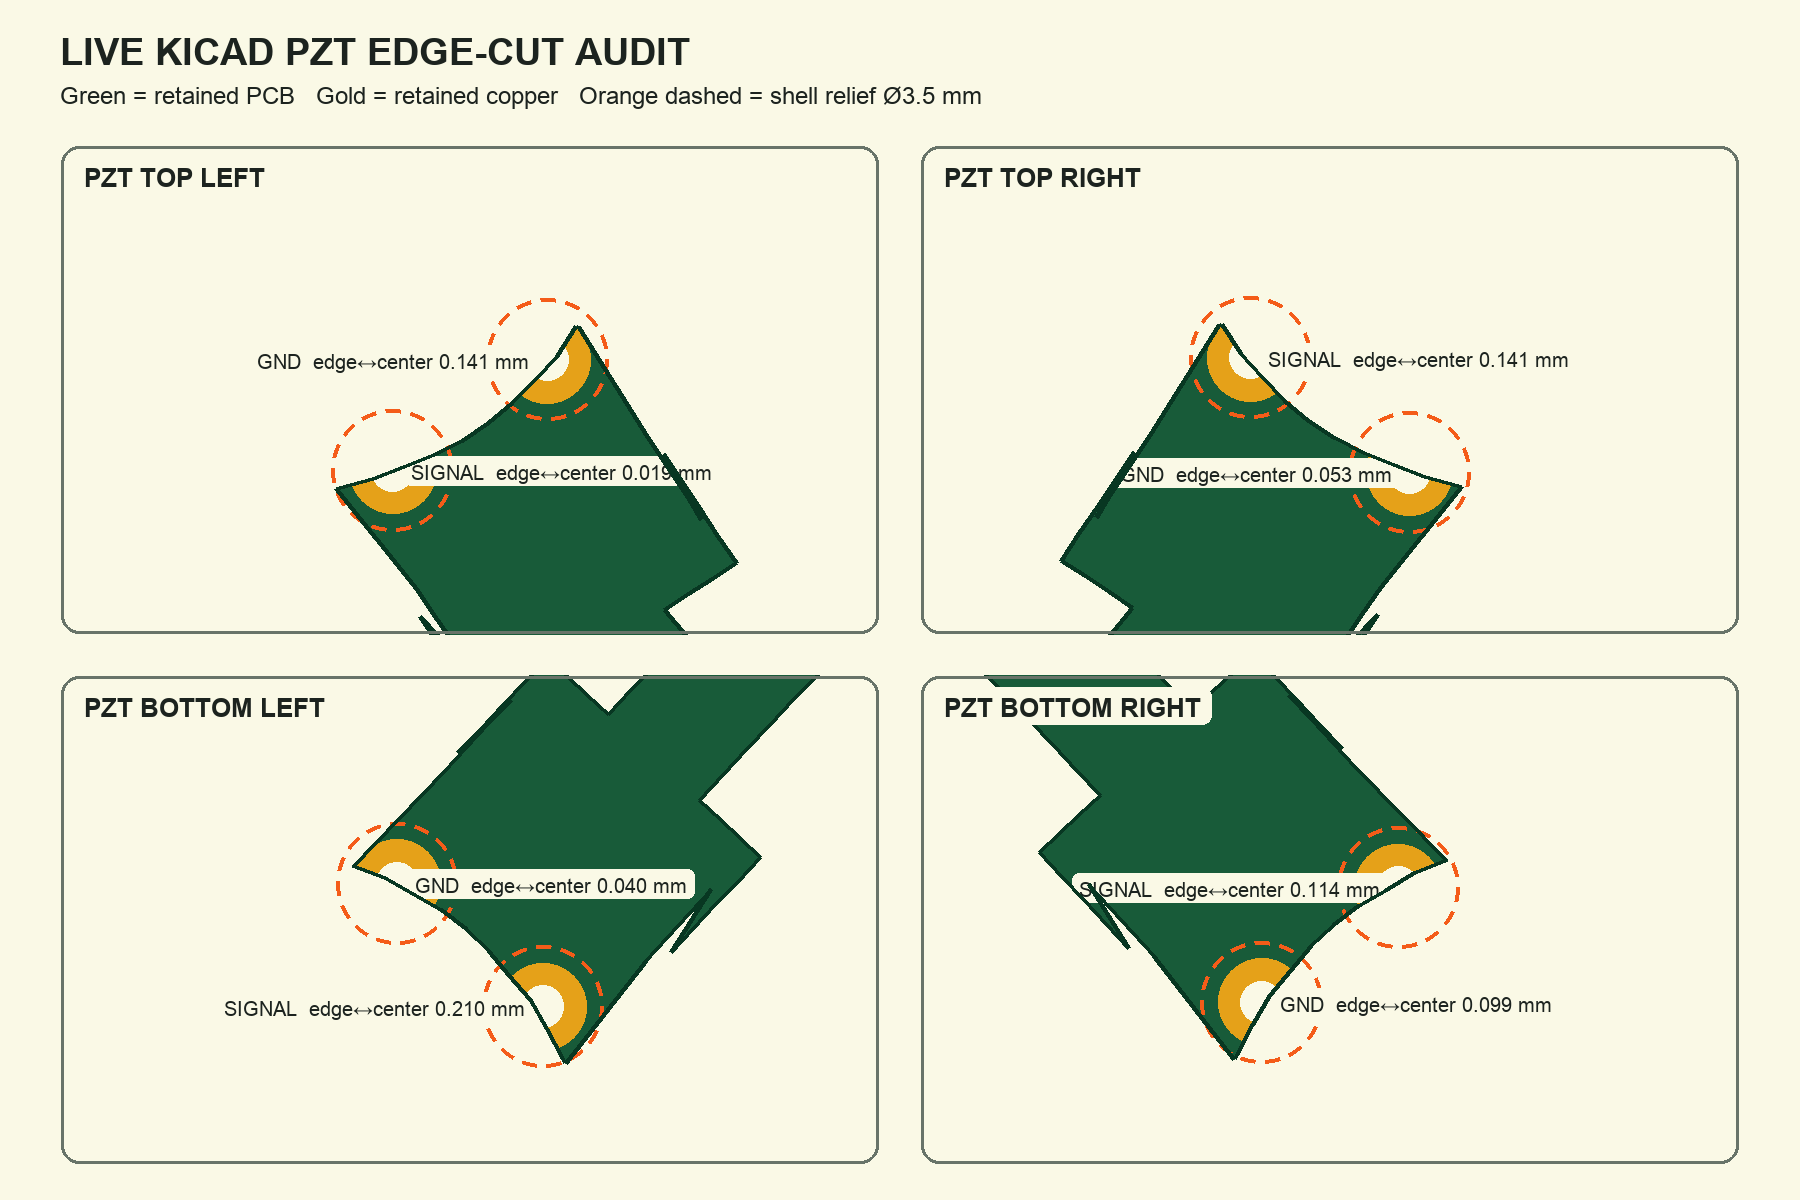 LIVE KICAD PZT EDGE-CUT AUDIT
Green = retained PCB Gold = retained copper Orange dashed = shell relief Ø3.5 mm
PZT TOP LEFT
GND edge↔center 0.141 mm
SIGNAL edge↔center 0.019 mm
PZT TOP RIGHT
SIGNAL edge↔center 0.141 mm
GND edge↔center 0.053 mm
PZT BOTTOM LEFT
GND edge↔center 0.040 mm
SIGNAL edge↔center 0.210 mm
PZT BOTTOM RIGHT
SIGNAL edge↔center 0.114 mm
GND edge↔center 0.099 mm